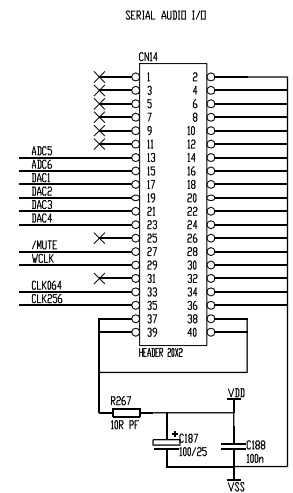 SERIAL AUDIO I/O
CN14
1 2
3 4
5 6
7 8
9 10
11 12
ADC5 13 14
ADC6 15 16
DAC1 17 18
DAC2 19 20
DAC3 21 22
DAC4 23 24
25 26
/MUTE 27 28
WCLK 29 30
31 32
CLK064 33 34
CLK256 35 36
37 38
39 40
HEADER 20X2
R267
10R PF
VDD
+
C187
100/25
C188
100n
VSS